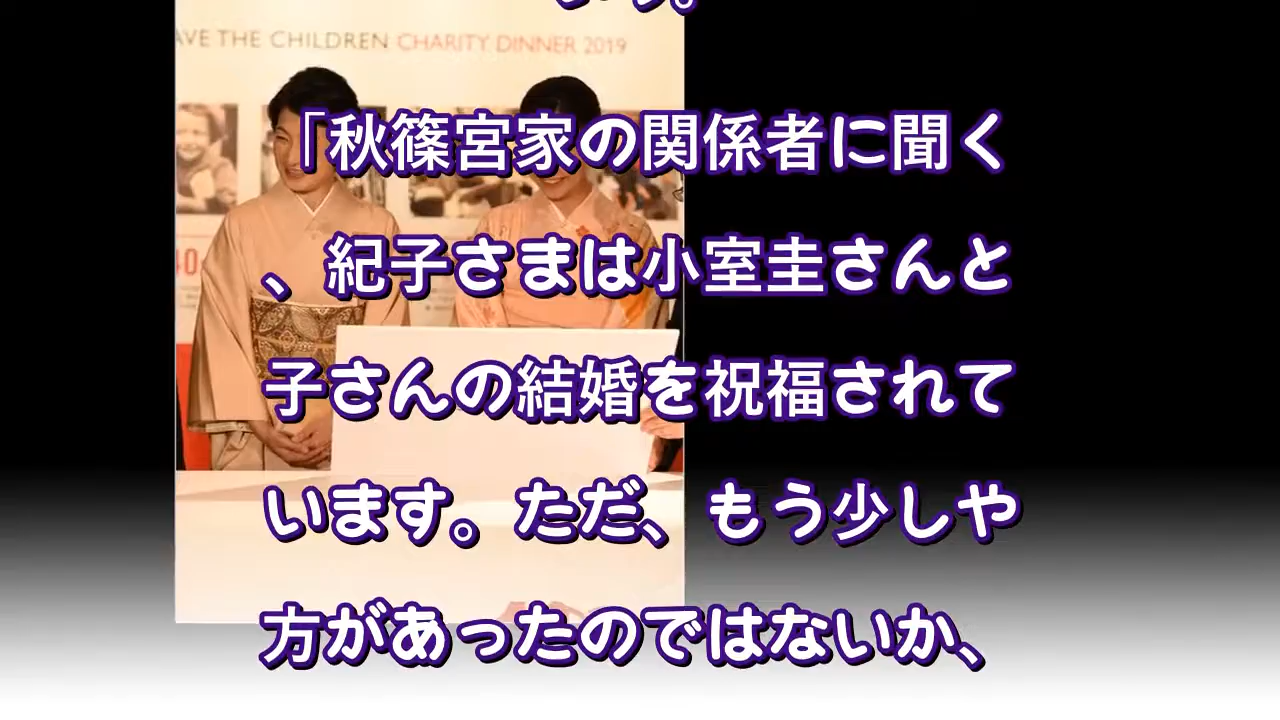 AVE THE CHILDREN CHARITY DINNER 2019
「秋篠宮家の関係者に聞く
、紀子さまは小室圭さんと
子さんの結婚を祝福されて
います。ただ、もう少しや
方があったのではないか、